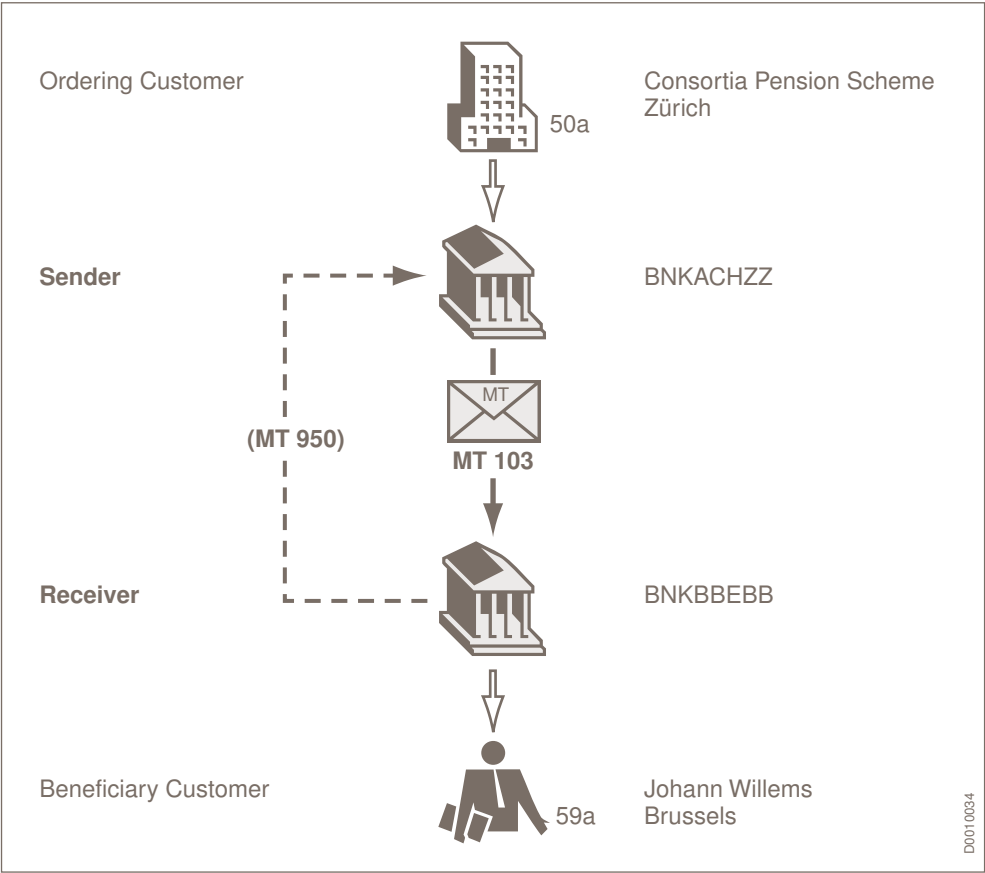 Ordering Customer
50a
Consortia Pension Scheme
Zürich
Sender
BNKACHZZ
MT
(MT 950)
MT 103
Receiver
BNKBBEBB
Beneficiary Customer
59a
Johann Willems
Brussels
D0010034